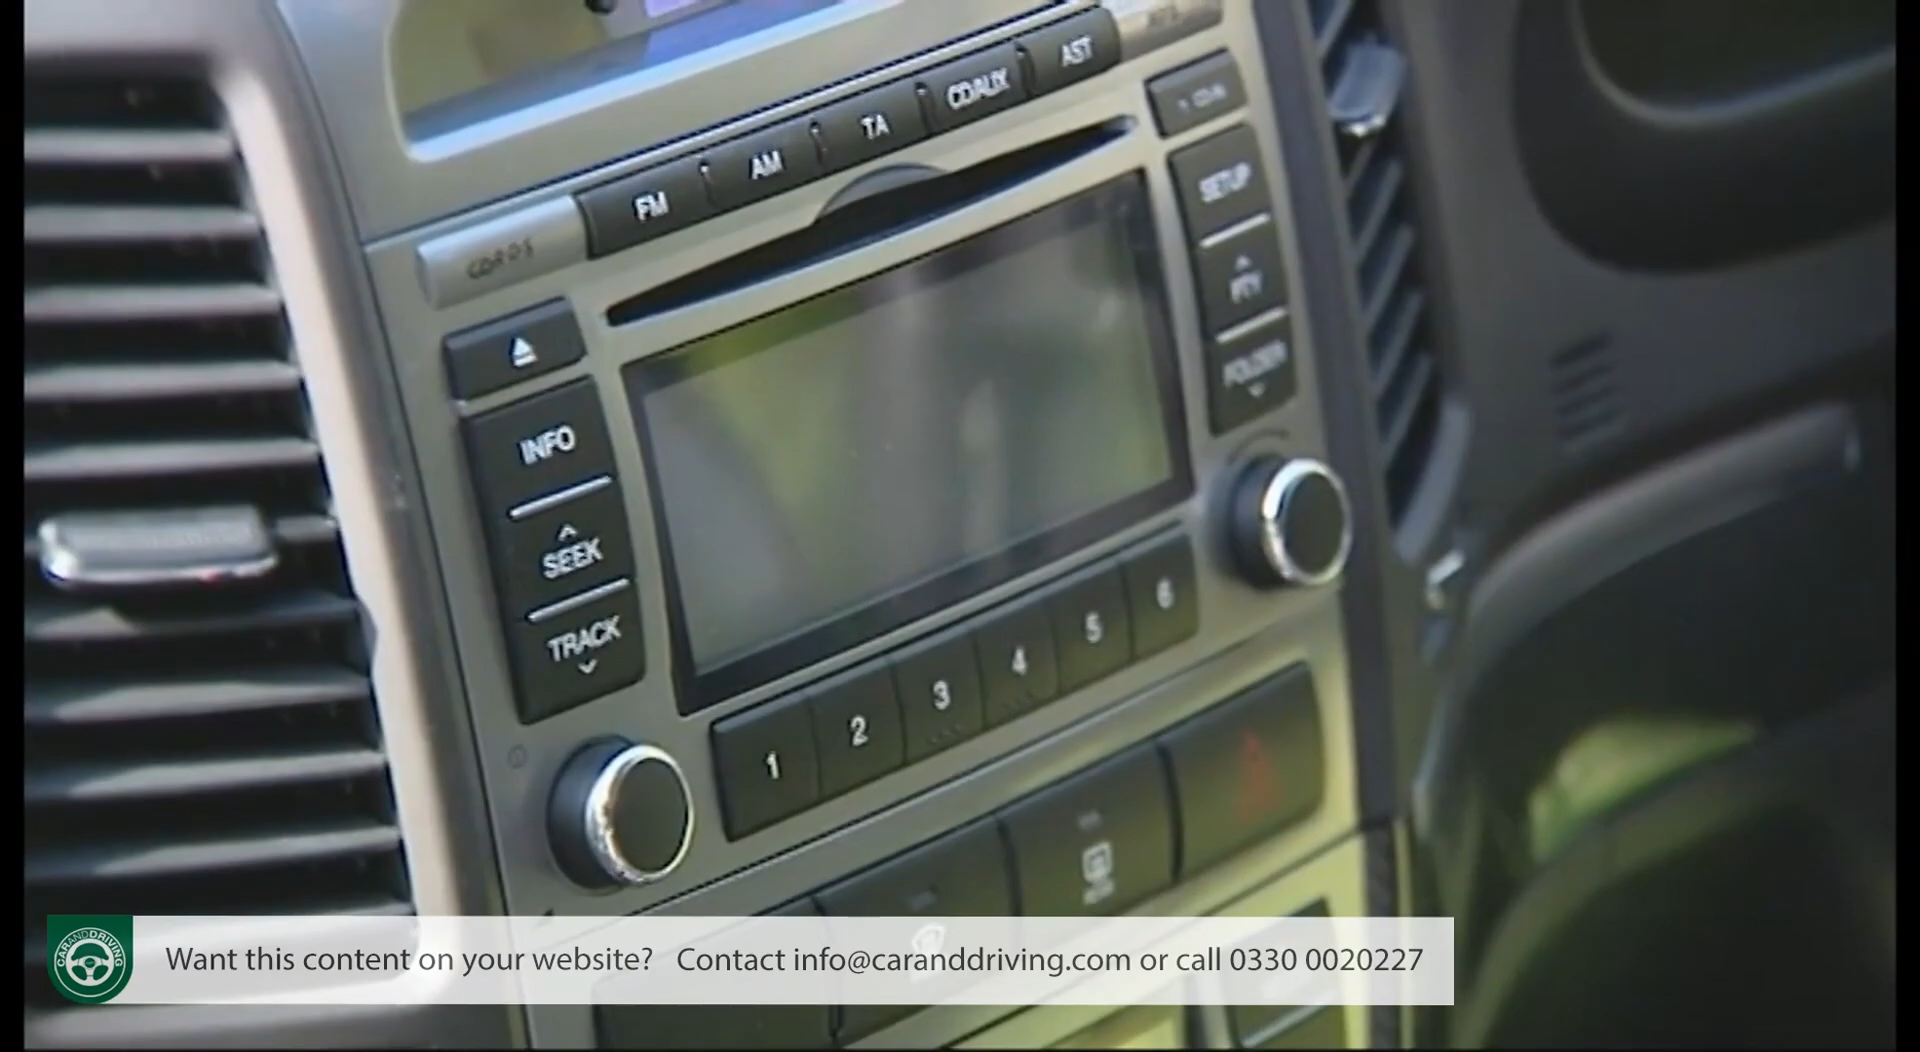 FM
AM
TA
CD/AUX
AST
CD R D S
SETUP
PTY
FOLDER
INFO
SEEK
TRACK
1
2
3
4
5
6
CARANDDRIVING
Want this content on your website? Contact info@caranddriving.com or call 0330 0020227